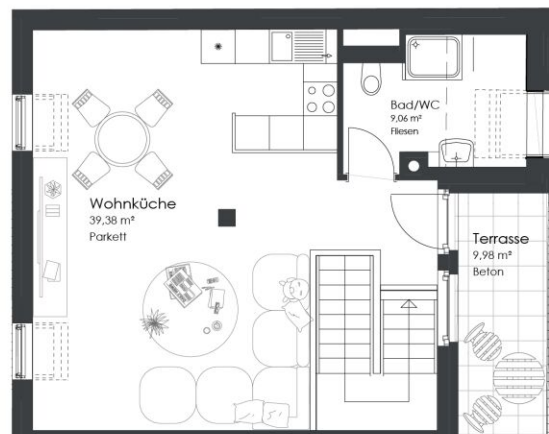 Bad/WC
9,06 m²
Fliesen
Wohnküche
39,38 m²
Parkett
Terrasse
9,98 m²
Beton